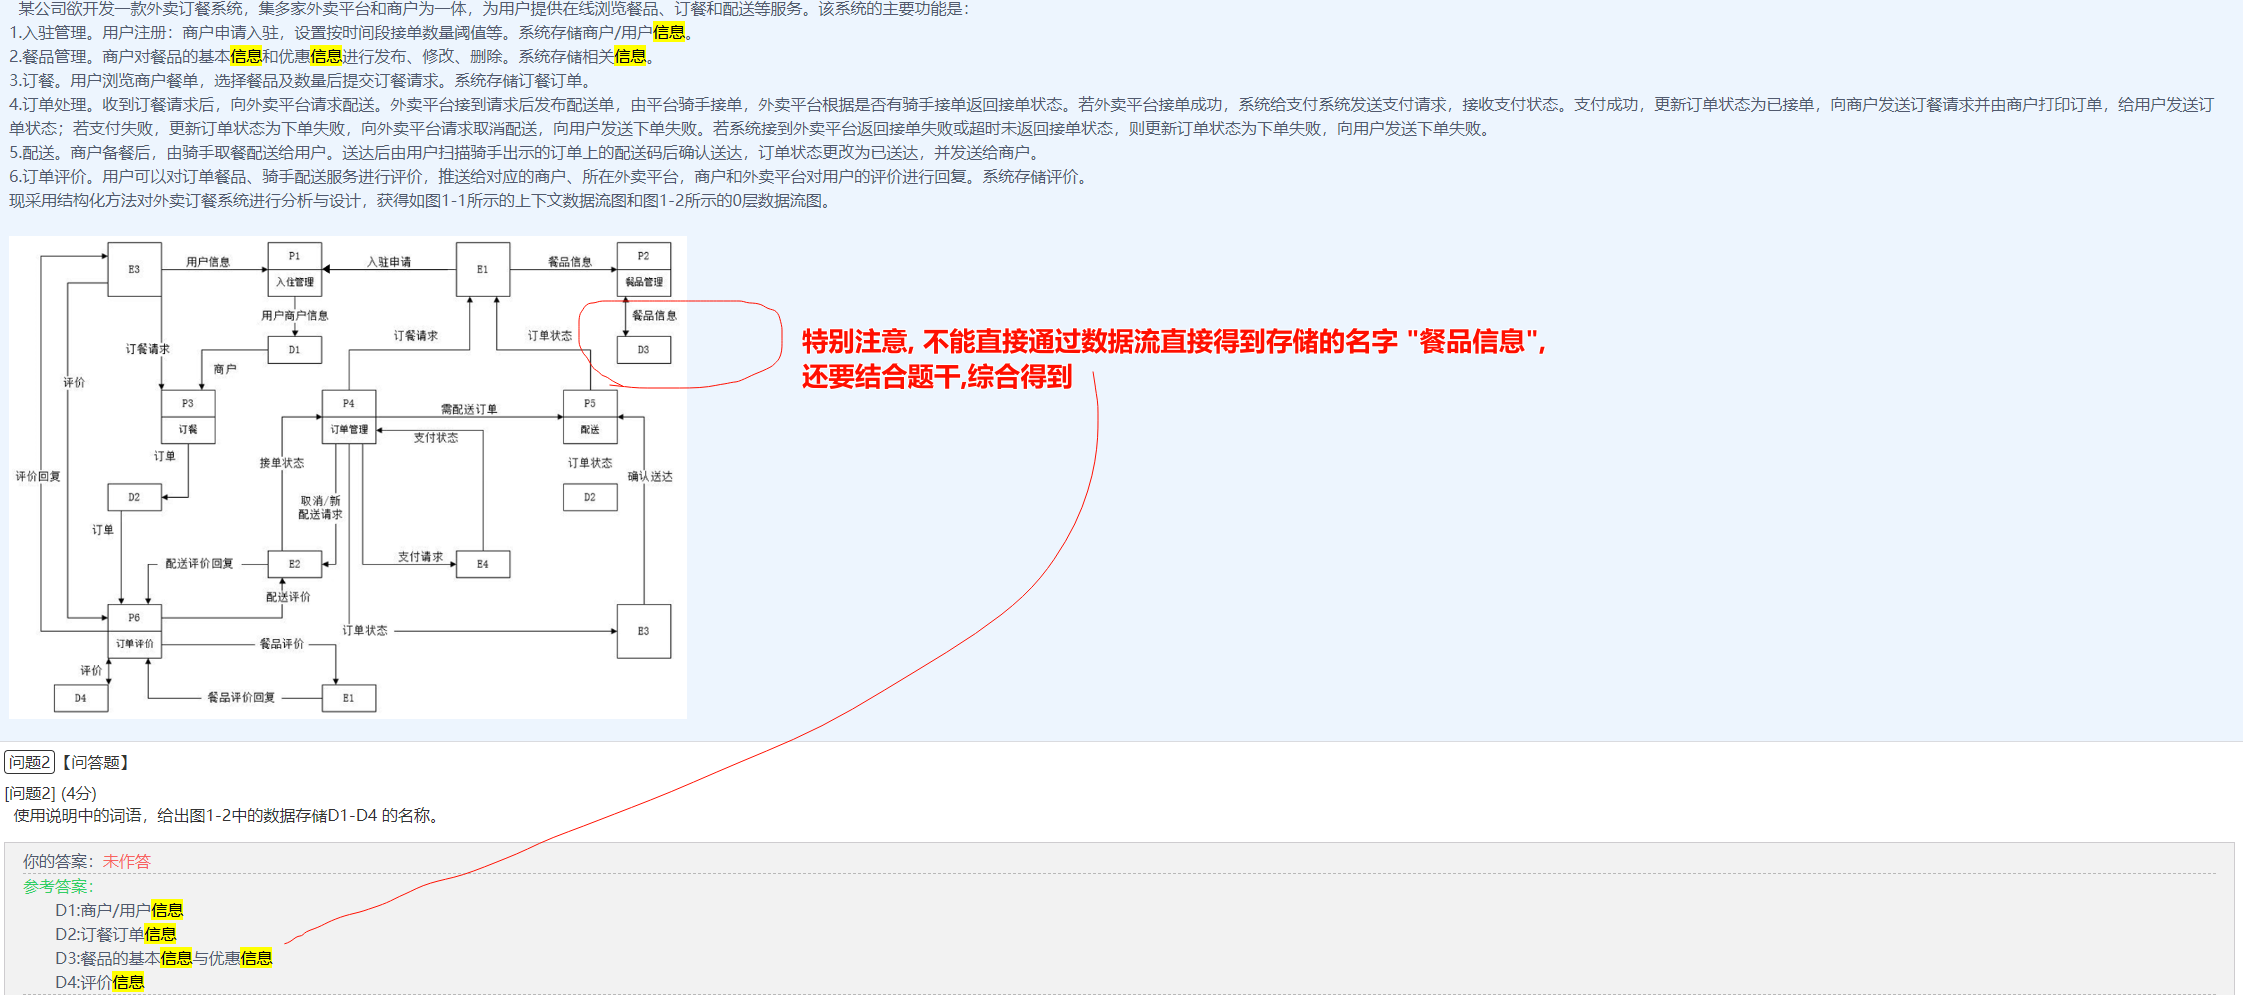 某公司欲开发一款外卖订餐系统，集多家外卖平台和商户为一体，为用户提供在线浏览餐品、订餐和配送等服务。该系统的主要功能是：
1.入驻管理。用户注册：商户申请入驻，设置按时间段接单数量阈值等。系统存储商户/用户信息。
2.餐品管理。商户对餐品的基本信息和优惠信息进行发布、修改、删除。系统存储相关信息。
3.订餐。用户浏览商户餐单，选择餐品及数量后提交订餐请求。系统存储订餐订单。
4.订单处理。收到订餐请求后，向外卖平台请求配送。外卖平台接到请求后发布配送单，由平台骑手接单，外卖平台根据是否有骑手接单返回接单状态。若外卖平台接单成功，系统给支付系统发送支付请求，接收支付状态。支付成功，更新订单状态为已接单，向商户发送订餐请求并由商户打印订单，给用户发送订
单状态；若支付失败，更新订单状态为下单失败，向外卖平台请求取消配送，向用户发送下单失败。若系统接到外卖平台返回接单失败或超时未返回接单状态，则更新订单状态为下单失败，向用户发送下单失败。
5.配送。商户备餐后，由骑手取餐配送给用户。送达后由用户扫描骑手出示的订单上的配送码后确认送达，订单状态更改为已送达，并发送给商户。
6.订单评价。用户可以对订单餐品、骑手配送服务进行评价，推送给对应的商户、所在外卖平台，商户和外卖平台对用户的评价进行回复。系统存储评价。
现采用结构化方法对外卖订餐系统进行分析与设计，获得如图1-1所示的上下文数据流图和图1-2所示的0层数据流图。
E3
用户信息
P1
入住管理
入驻申请
E1
餐品信息
P2
餐品管理
用户商户信息
餐品信息
订餐请求
订单状态
订餐请求
D1
D3
商户
评价
P3
订餐
P4
订单管理
需配送订单
支付状态
P5
配送
订单
接单状态
订单状态
评价回复
确认送达
D2
取消/新
配送请求
D2
订单
配送评价回复
E2
支付请求
E4
配送评价
P6
订单评价
订单状态
E3
餐品评价
评价
D4
餐品评价回复
E1
特别注意, 不能直接通过数据流直接得到存储的名字 "餐品信息",
还要结合题干,综合得到
问题2【问答题】
[问题2] (4分)
使用说明中的词语，给出图1-2中的数据存储D1-D4 的名称。
你的答案：未作答
参考答案：
D1:商户/用户信息
D2:订餐订单信息
D3:餐品的基本信息与优惠信息
D4:评价信息